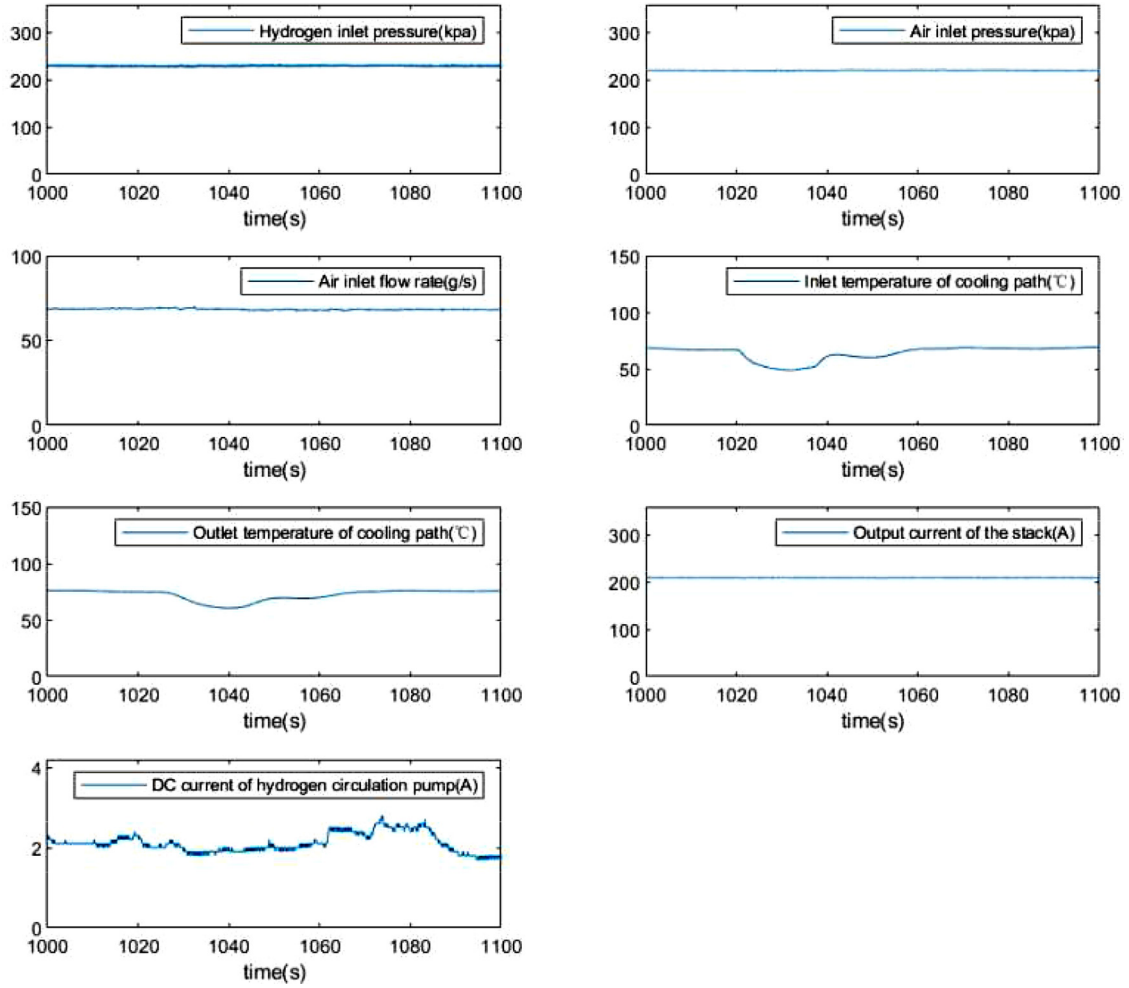 Hydrogen inlet pressure(kpa)
300
200
100
0
1000 1020 1040 1060 1080 1100
time(s)
Air inlet pressure(kpa)
300
200
100
0
1000 1020 1040 1060 1080 1100
time(s)
Air inlet flow rate(g/s)
100
50
0
1000 1020 1040 1060 1080 1100
time(s)
Inlet temperature of cooling path(℃)
150
100
50
0
1000 1020 1040 1060 1080 1100
time(s)
Outlet temperature of cooling path(℃)
150
100
50
0
1000 1020 1040 1060 1080 1100
time(s)
Output current of the stack(A)
300
200
100
0
1000 1020 1040 1060 1080 1100
time(s)
DC current of hydrogen circulation pump(A)
4
2
0
1000 1020 1040 1060 1080 1100
time(s)